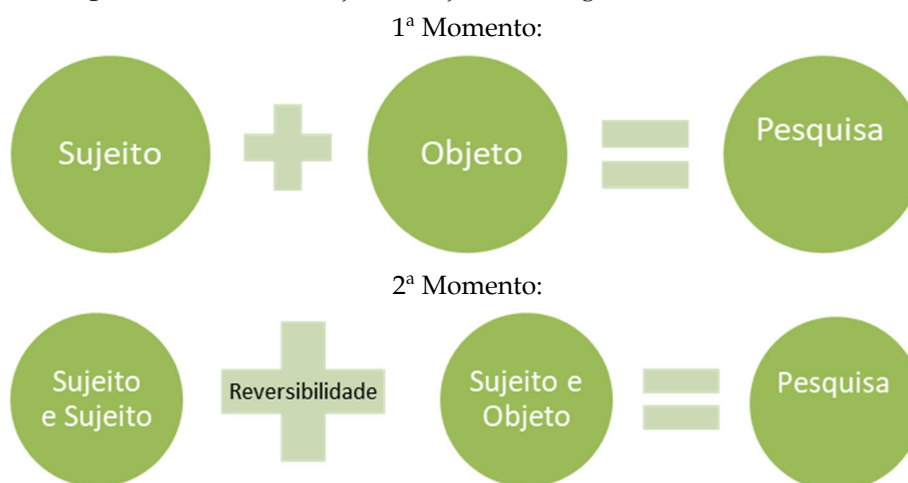 1ª Momento:
Sujeito
Objeto
Pesquisa
2ª Momento:
Sujeito
e Sujeito
Reversibilidade
Sujeito e
Objeto
Pesquisa